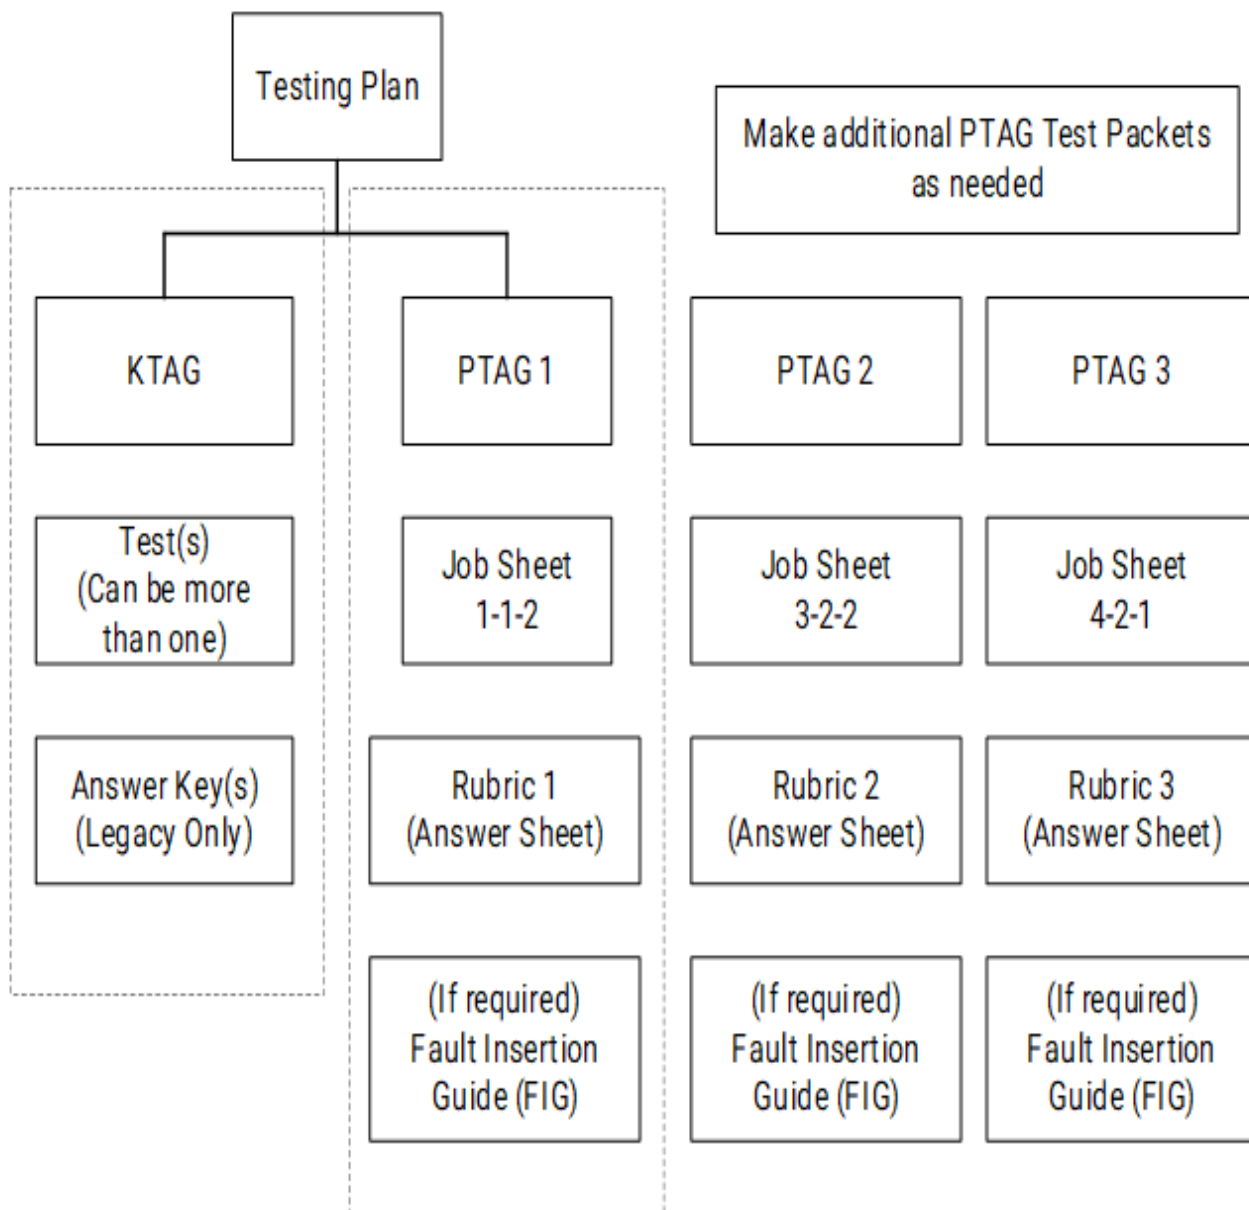 Testing Plan
Make additional PTAG Test Packets
as needed
KTAG
PTAG 1
PTAG 2
PTAG 3
Test(s)
(Can be more
than one)
Job Sheet
1-1-2
Job Sheet
3-2-2
Job Sheet
4-2-1
Answer Key(s)
(Legacy Only)
Rubric 1
(Answer Sheet)
Rubric 2
(Answer Sheet)
Rubric 3
(Answer Sheet)
(If required)
Fault Insertion
Guide (FIG)
(If required)
Fault Insertion
Guide (FIG)
(If required)
Fault Insertion
Guide (FIG)